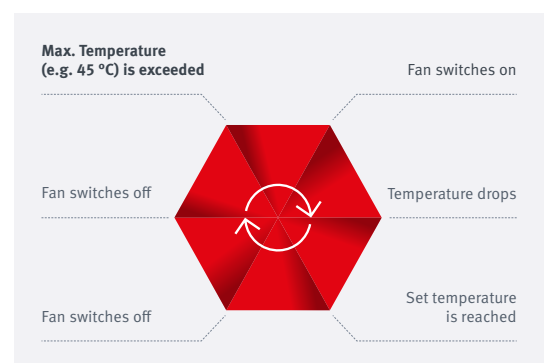 Max. Temperature
(e.g. 45 °C) is exceeded
Fan switches on
Fan switches off
Temperature drops
Fan switches off
Set temperature
is reached